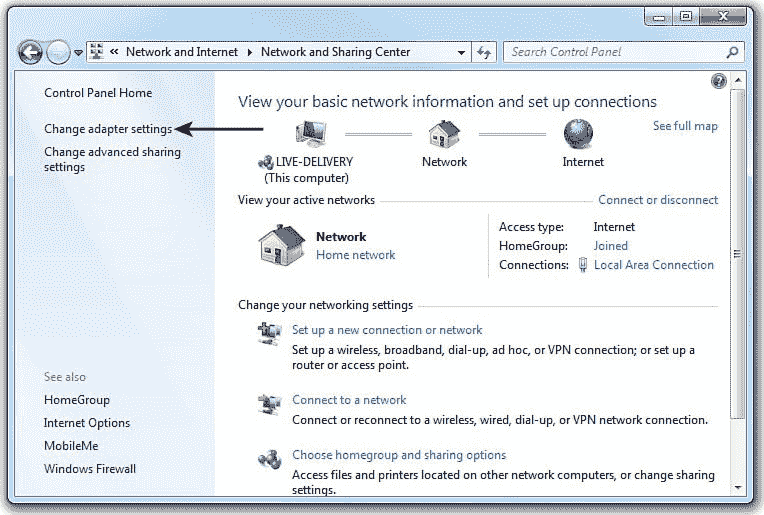 « Network and Internet ▸ Network and Sharing Center
Search Control Panel
Control Panel Home
Change adapter settings
Change advanced sharing
settings
View your basic network information and set up connections
See full map
LIVE-DELIVERY
(This computer)
Network
Internet
View your active networks
Connect or disconnect
Network
Home network
Access type: Internet
HomeGroup: Joined
Connections: Local Area Connection
Change your networking settings
Set up a new connection or network
Set up a wireless, broadband, dial-up, ad hoc, or VPN connection; or set up a
router or access point.
Connect to a network
Connect or reconnect to a wireless, wired, dial-up, or VPN network connection.
Choose homegroup and sharing options
Access files and printers located on other network computers, or change sharing
settings.
See also
HomeGroup
Internet Options
MobileMe
Windows Firewall